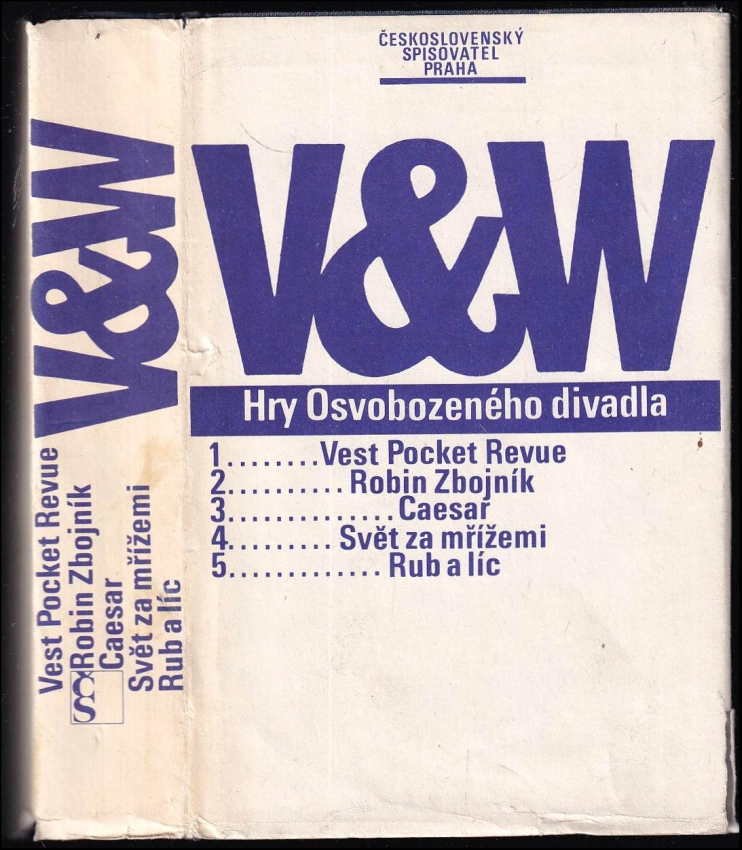 ČESKOSLOVENSKÝ
SPISOVATEL
PRAHA
V&W
Hry Osvobozeného divadla
1........Vest Pocket Revue
2.......... Robin Zbojník
3..............Caesar
4......... Svět za mřížemi
5............. Rub a líc
V&W
Vest Pocket Revue
Robin Zbojník
Caesar
Svět za mřížemi
Rub a líc